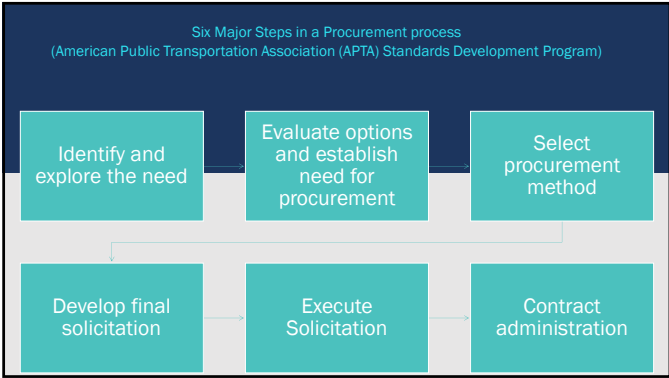 Six Major Steps in a Procurement process
(American Public Transportation Association (APTA) Standards Development Program)
Identify and
explore the need
Evaluate options
and establish
need for
procurement
Select
procurement
method
Develop final
solicitation
Execute
Solicitation
Contract
administration